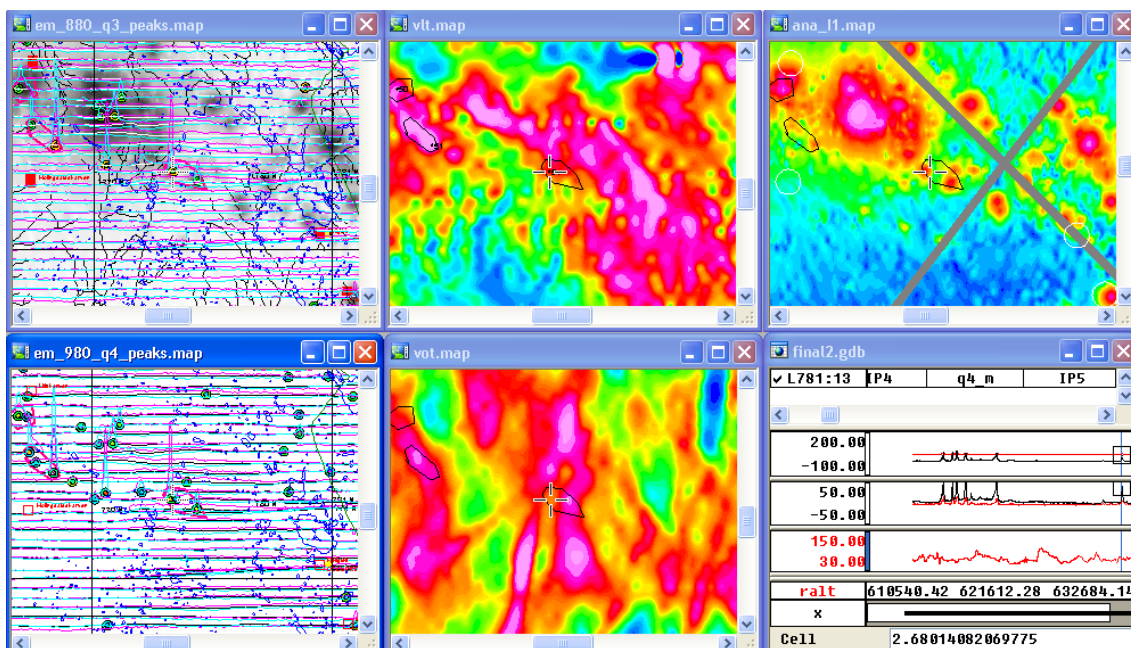 em_880_q3_peaks.map
vlt.map
ana_l1.map
em_980_q4_peaks.map
vot.map
final2.gdb
L781:13 IP4 q4_m IP5
200.00
-100.00
50.00
-50.00
150.00
30.00
ralt 610540.42 621612.28 632684.14
x
Cell 2.68014082069775